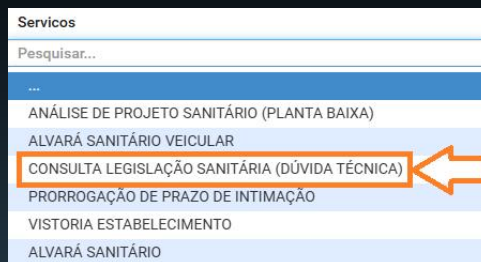 Servicos
Pesquisar...
...
ANÁLISE DE PROJETO SANITÁRIO (PLANTA BAIXA)
ALVARÁ SANITÁRIO VEICULAR
CONSULTA LEGISLAÇÃO SANITÁRIA (DÚVIDA TÉCNICA)
PRORROGAÇÃO DE PRAZO DE INTIMAÇÃO
VISTORIA ESTABELECIMENTO
ALVARÁ SANITÁRIO